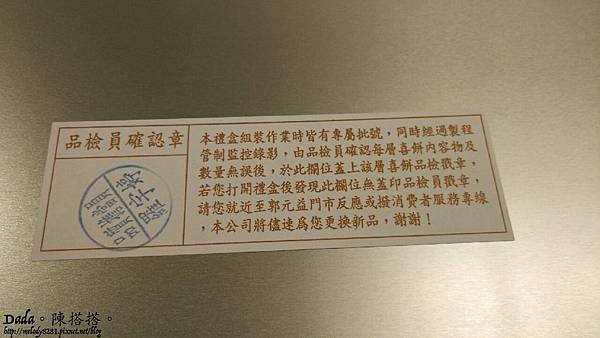 品檢員確認章
本禮盒組裝作業時皆有專屬批號，同時經過製程
管制監控錄影，由品檢員確認每層喜餅內容物及
數量無誤後，於此欄位蓋上該層喜餅品檢戳章，
若您打開禮盒後發現此欄位無蓋印品檢員戳章，
請您就近至郭元益門市反應或撥消費者服務專線
，本公司將儘速為您更換新品，謝謝！
Dada。陳搭搭。
http://melody8281.pixnet.net/blog